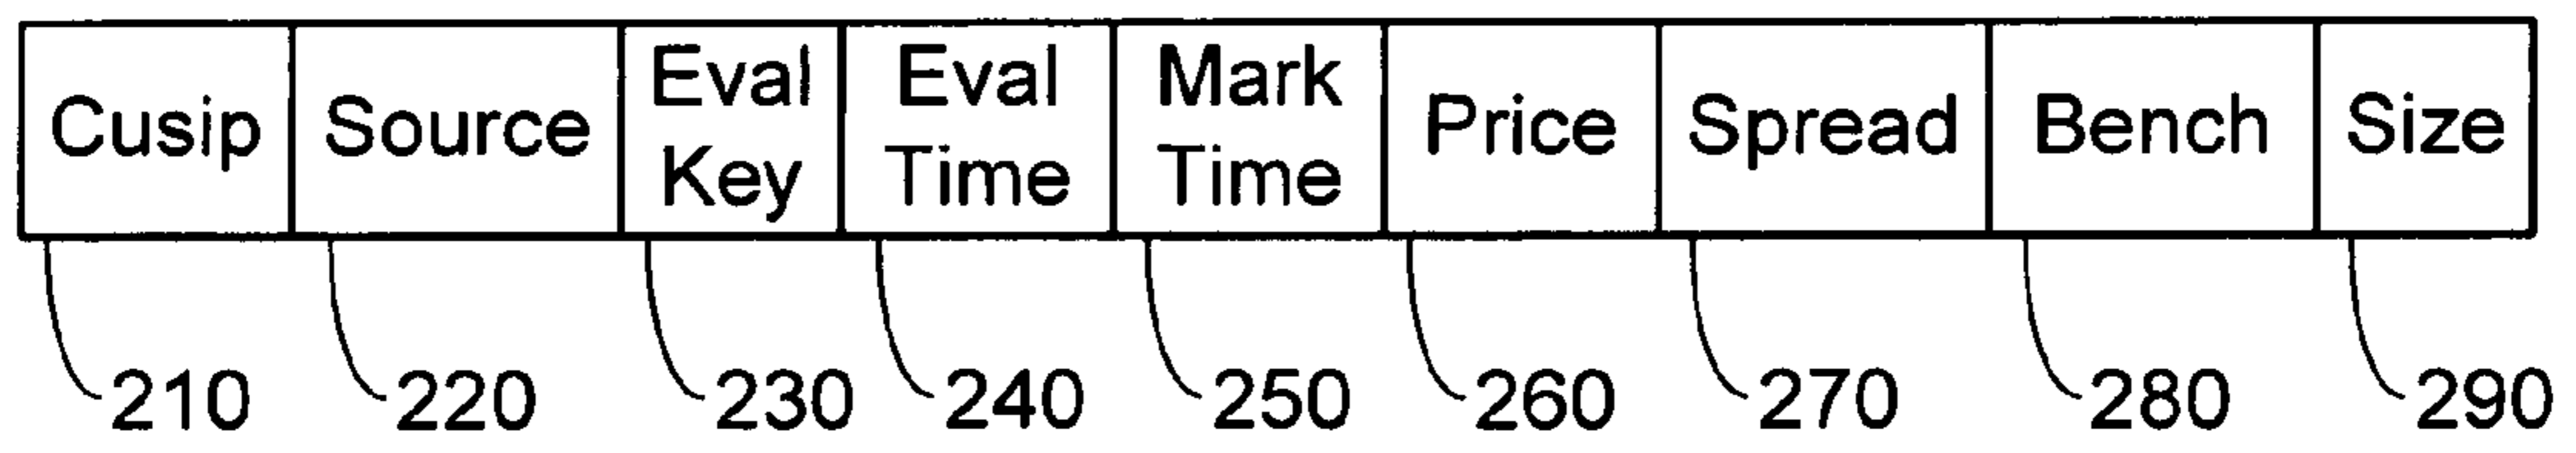 Cusip
Source
Eval
Key
Eval
Time
Mark
Time
Price
Spread
Bench
Size
210
220
230
240
250
260
270
280
290